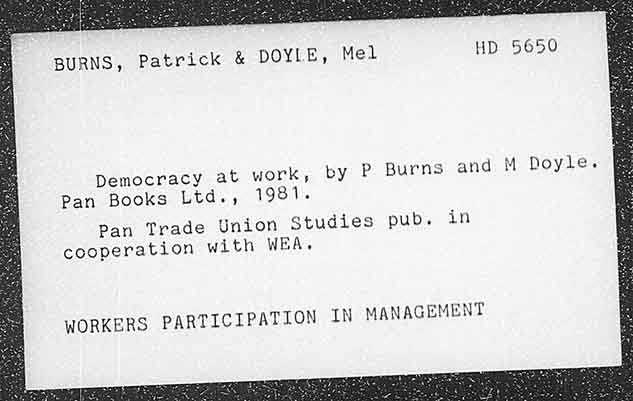 BURNS, Patrick & DOYLE, Mel HD 5650
Democracy at work, by P Burns and M Doyle.
Pan Books Ltd., 1981.
Pan Trade Union Studies pub. in
cooperation with WEA.
WORKERS PARTICIPATION IN MANAGEMENT